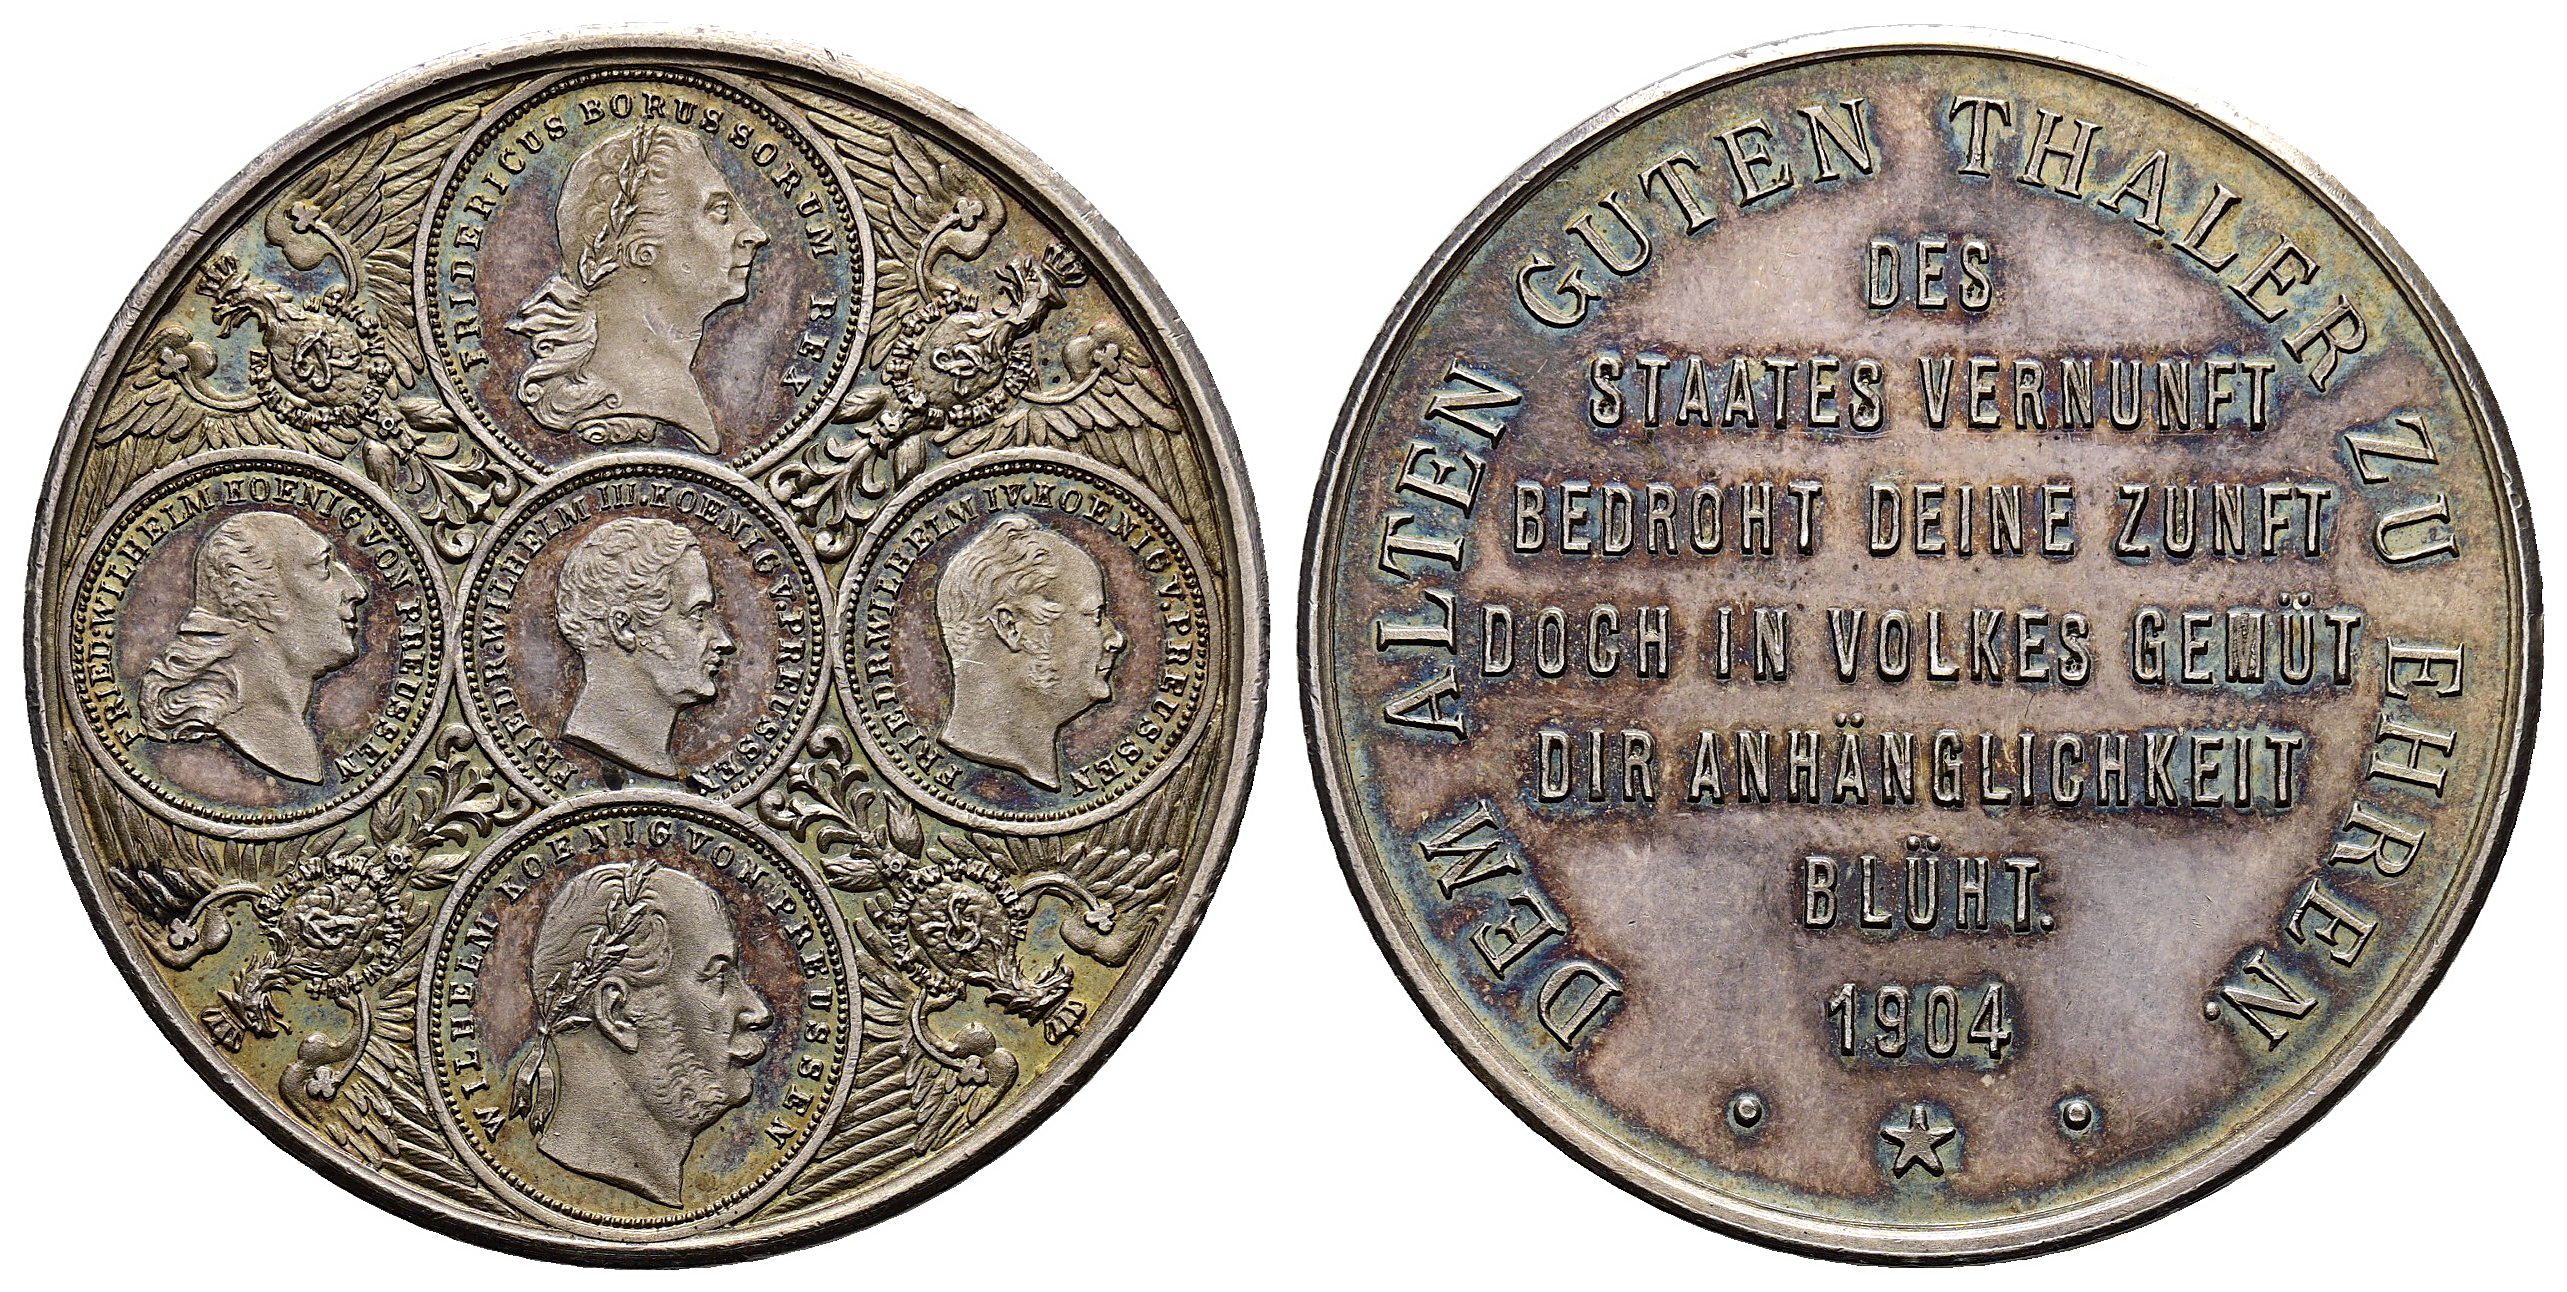 FRIDERICUS BORUSSORUM REX
FRIED:WILHELM KOENIG VON PREUSSEN
FRIEDR.WILHELM III.KOENIG V.PREUSSEN
FRIEDR.WILHELM IV.KOENIG V.PREUSSEN
WILHELM KOENIG VON PREUSSEN
DEM ALTEN GUTEN THALER ZU EHREN.
DES
STAATES VERNUNFT
BEDROHT DEINE ZUNFT
DOCH IN VOLKES GEMÜT
DIR ANHÄNGLICHKEIT
BLÜHT.
1904